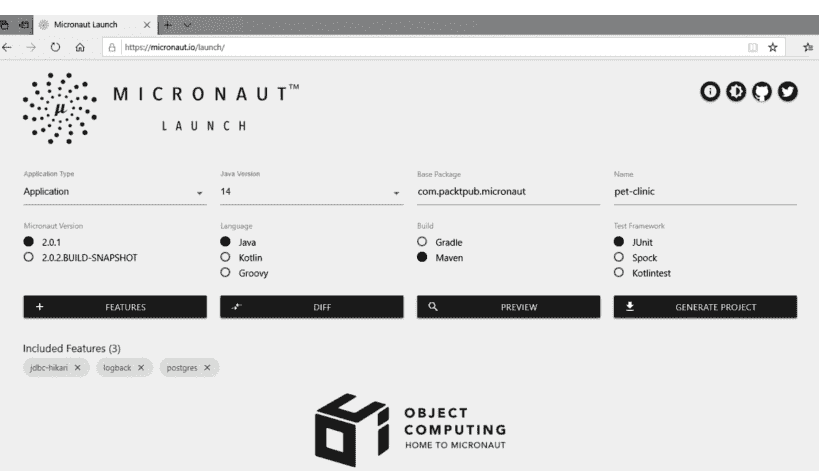 Micronaut Launch
https://micronaut.io/launch/
μ
MICRONAUT™
LAUNCH
Application Type
Application
Java Version
14
Base Package
com.packtpub.micronaut
Name
pet-clinic
Micronaut Version
2.0.1
2.0.2.BUILD-SNAPSHOT
Language
Java
Kotlin
Groovy
Build
Gradle
Maven
Test Framework
JUnit
Spock
Kotlintest
+ FEATURES
DIFF
PREVIEW
GENERATE PROJECT
Included Features (3)
jdbc-hikari ×
logback ×
postgres ×
OBJECT
COMPUTING
HOME TO MICRONAUT